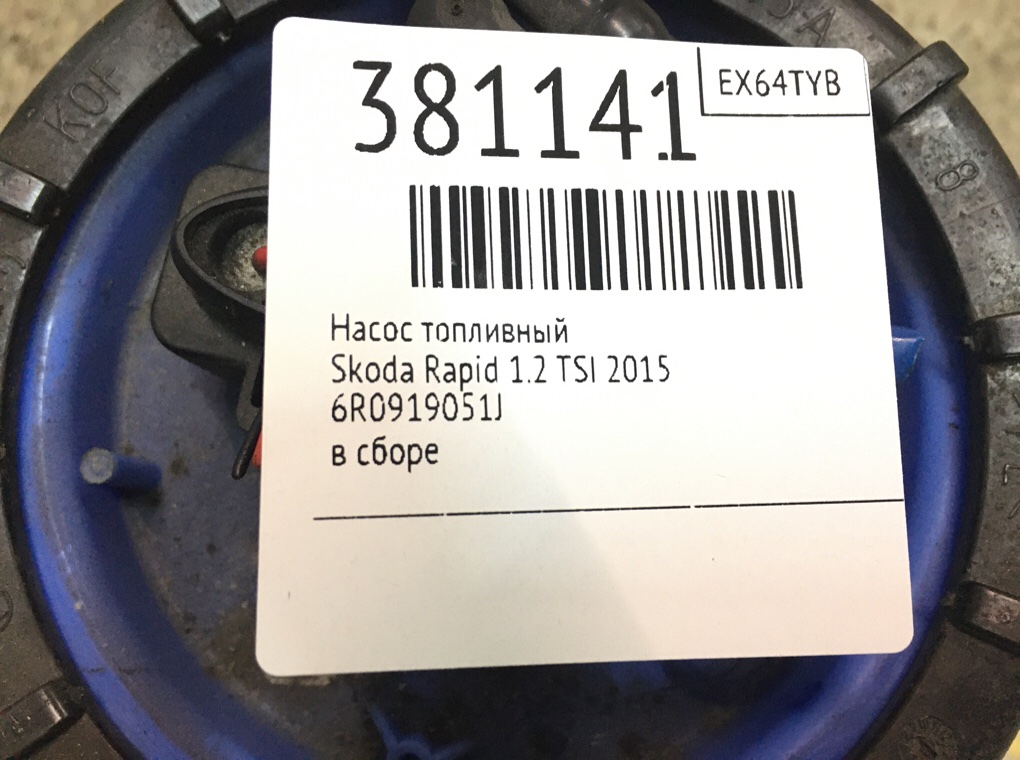 381141
EX64TYB
Насос топливный
Skoda Rapid 1.2 TSI 2015
6R0919051J
в сборе